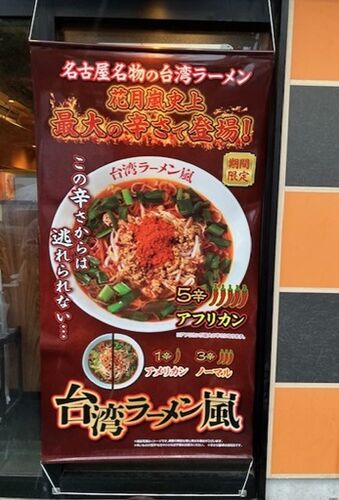 名古屋名物の台湾ラーメン
花月嵐史上
最大の辛さで登場!
期間
限定
台湾ラーメン嵐
この辛さからは
逃れられない…
5辛
アフリカン
1辛
アメリカン
3辛
ノーマル
台湾ラーメン嵐